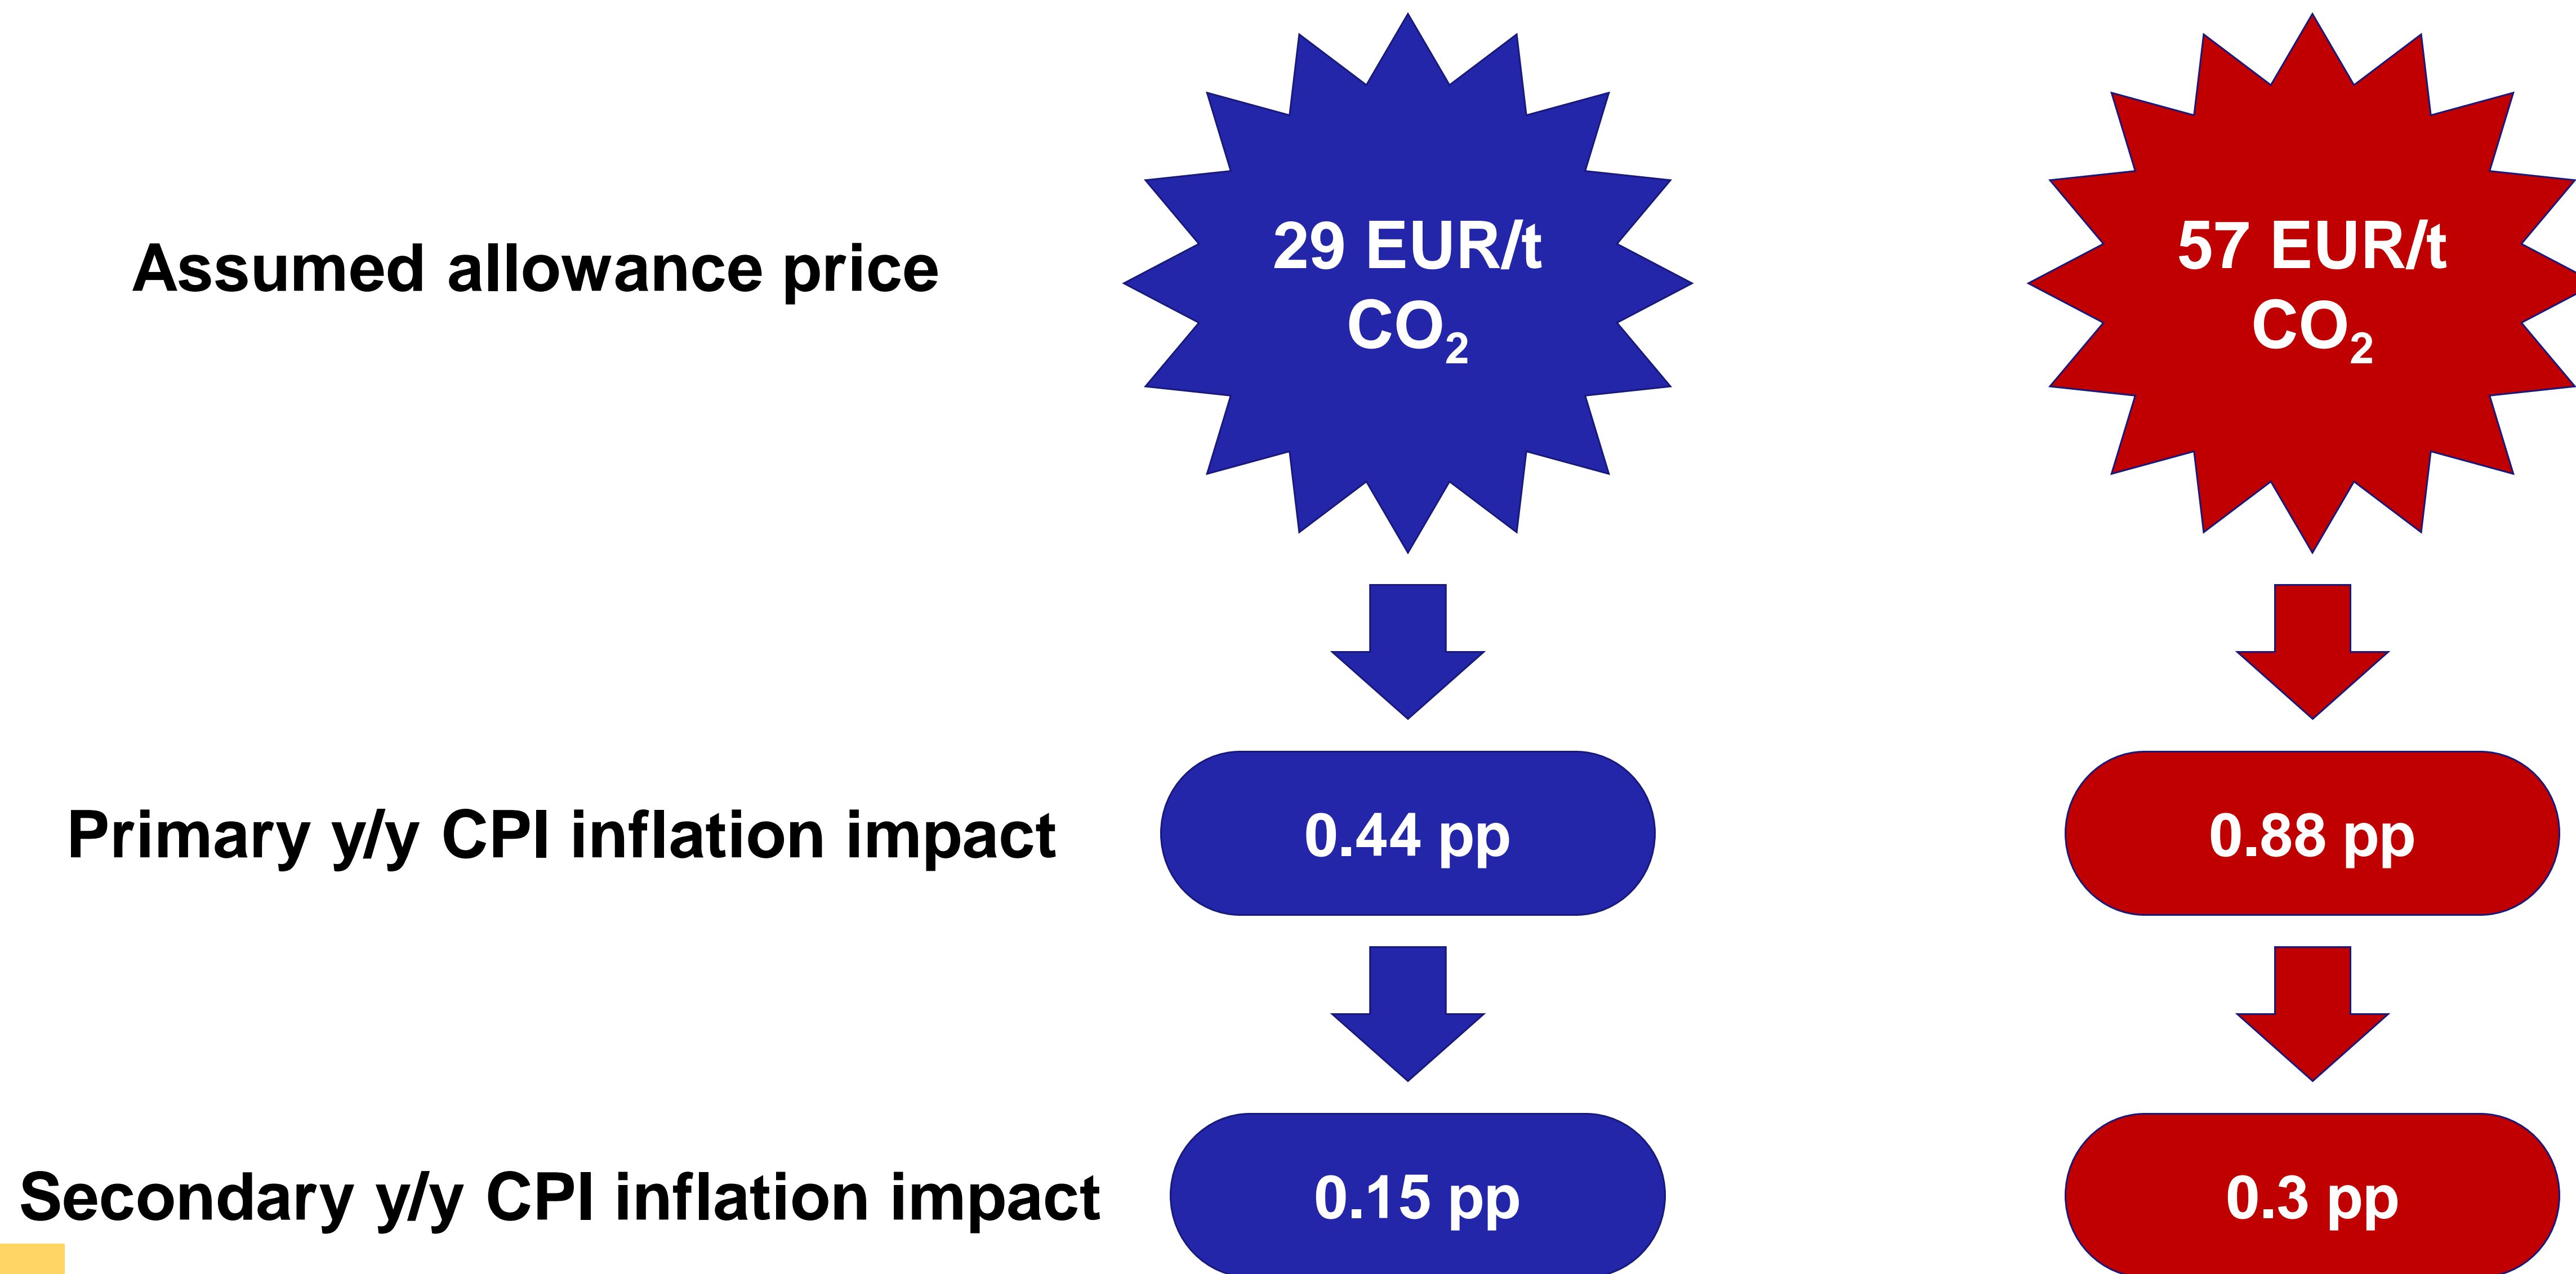 Assumed allowance price
29 EUR/t
CO₂
57 EUR/t
CO₂
Primary y/y CPI inflation impact
0.44 pp
0.88 pp
Secondary y/y CPI inflation impact
0.15 pp
0.3 pp